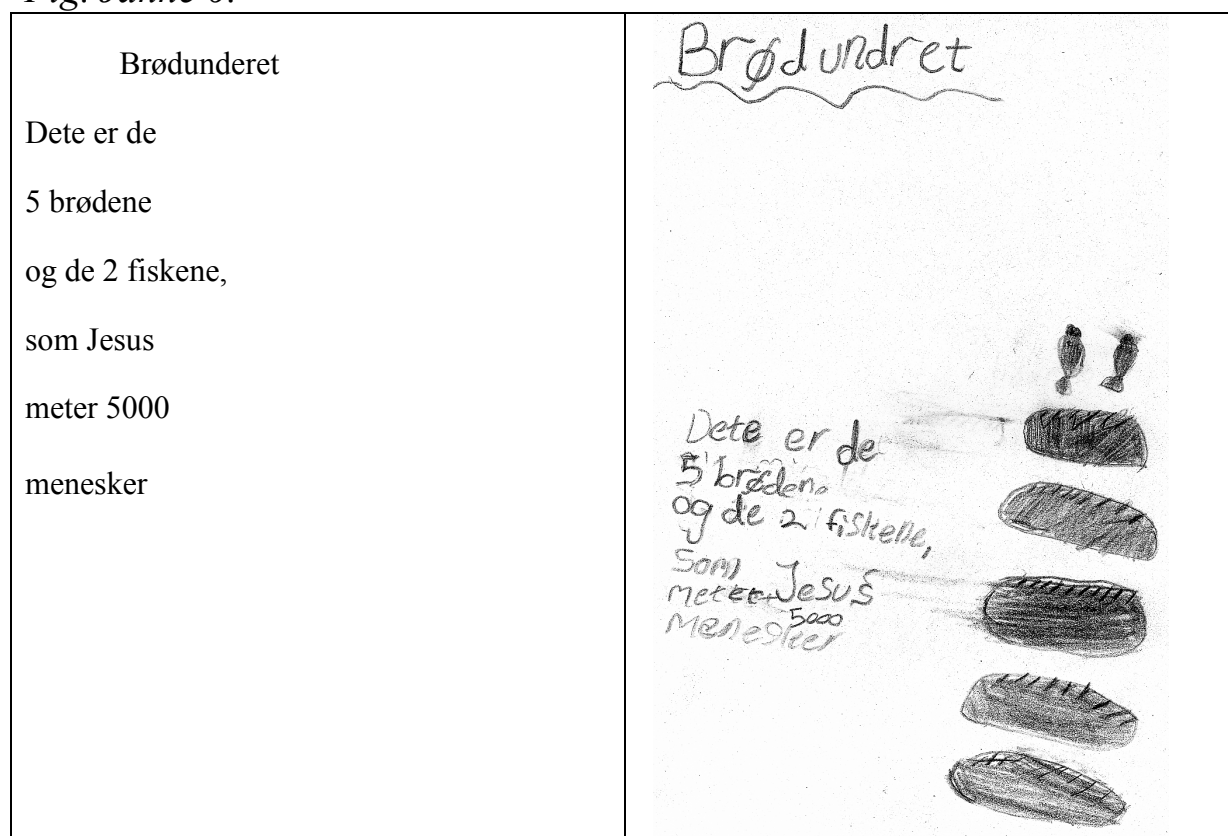 Brødunderet
Dete er de
5 brødene
og de 2 fiskene,
som Jesus
meter 5000
menesker
Brødundret
Dete er de
5 brødene
og de 2 fiskene,
Som
meter Jesus
5000
Menesker